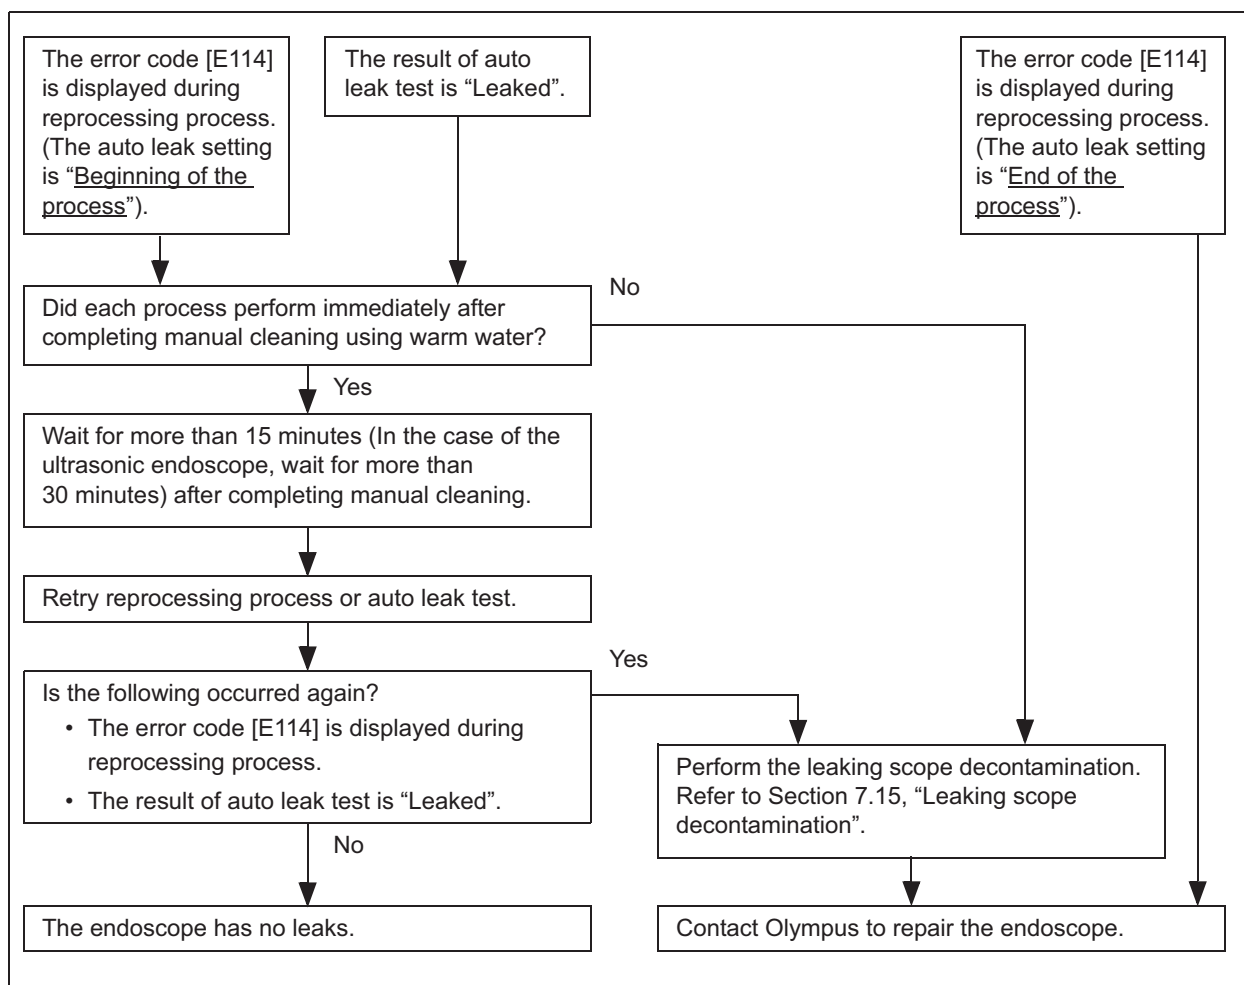 The error code [E114]
is displayed during
reprocessing process.
(The auto leak setting
is “Beginning of the
process”).
The result of auto
leak test is “Leaked”.
The error code [E114]
is displayed during
reprocessing process.
(The auto leak setting
is “End of the
process”).
Did each process perform immediately after
completing manual cleaning using warm water?
No
Yes
Wait for more than 15 minutes (In the case of the
ultrasonic endoscope, wait for more than
30 minutes) after completing manual cleaning.
Retry reprocessing process or auto leak test.
Is the following occurred again?
• The error code [E114] is displayed during
reprocessing process.
• The result of auto leak test is “Leaked”.
Yes
No
Perform the leaking scope decontamination.
Refer to Section 7.15, “Leaking scope
decontamination”.
The endoscope has no leaks.
Contact Olympus to repair the endoscope.